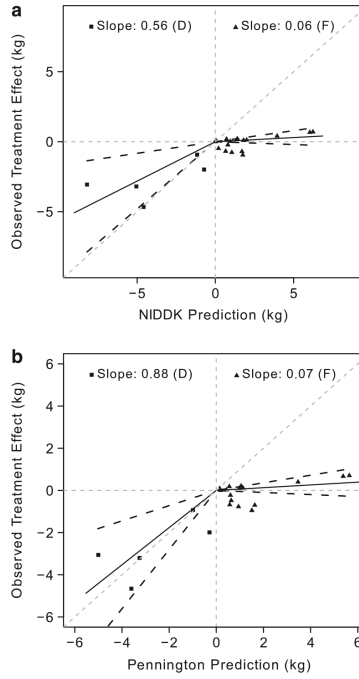 a
Slope: 0.56 (D)
Slope: 0.06 (F)
Observed Treatment Effect (kg)
5
0
−5
−5
0
5
NIDDK Prediction (kg)
b
Slope: 0.88 (D)
Slope: 0.07 (F)
Observed Treatment Effect (kg)
6
4
2
0
−2
−4
−6
−6
−4
−2
0
2
4
6
Pennington Prediction (kg)